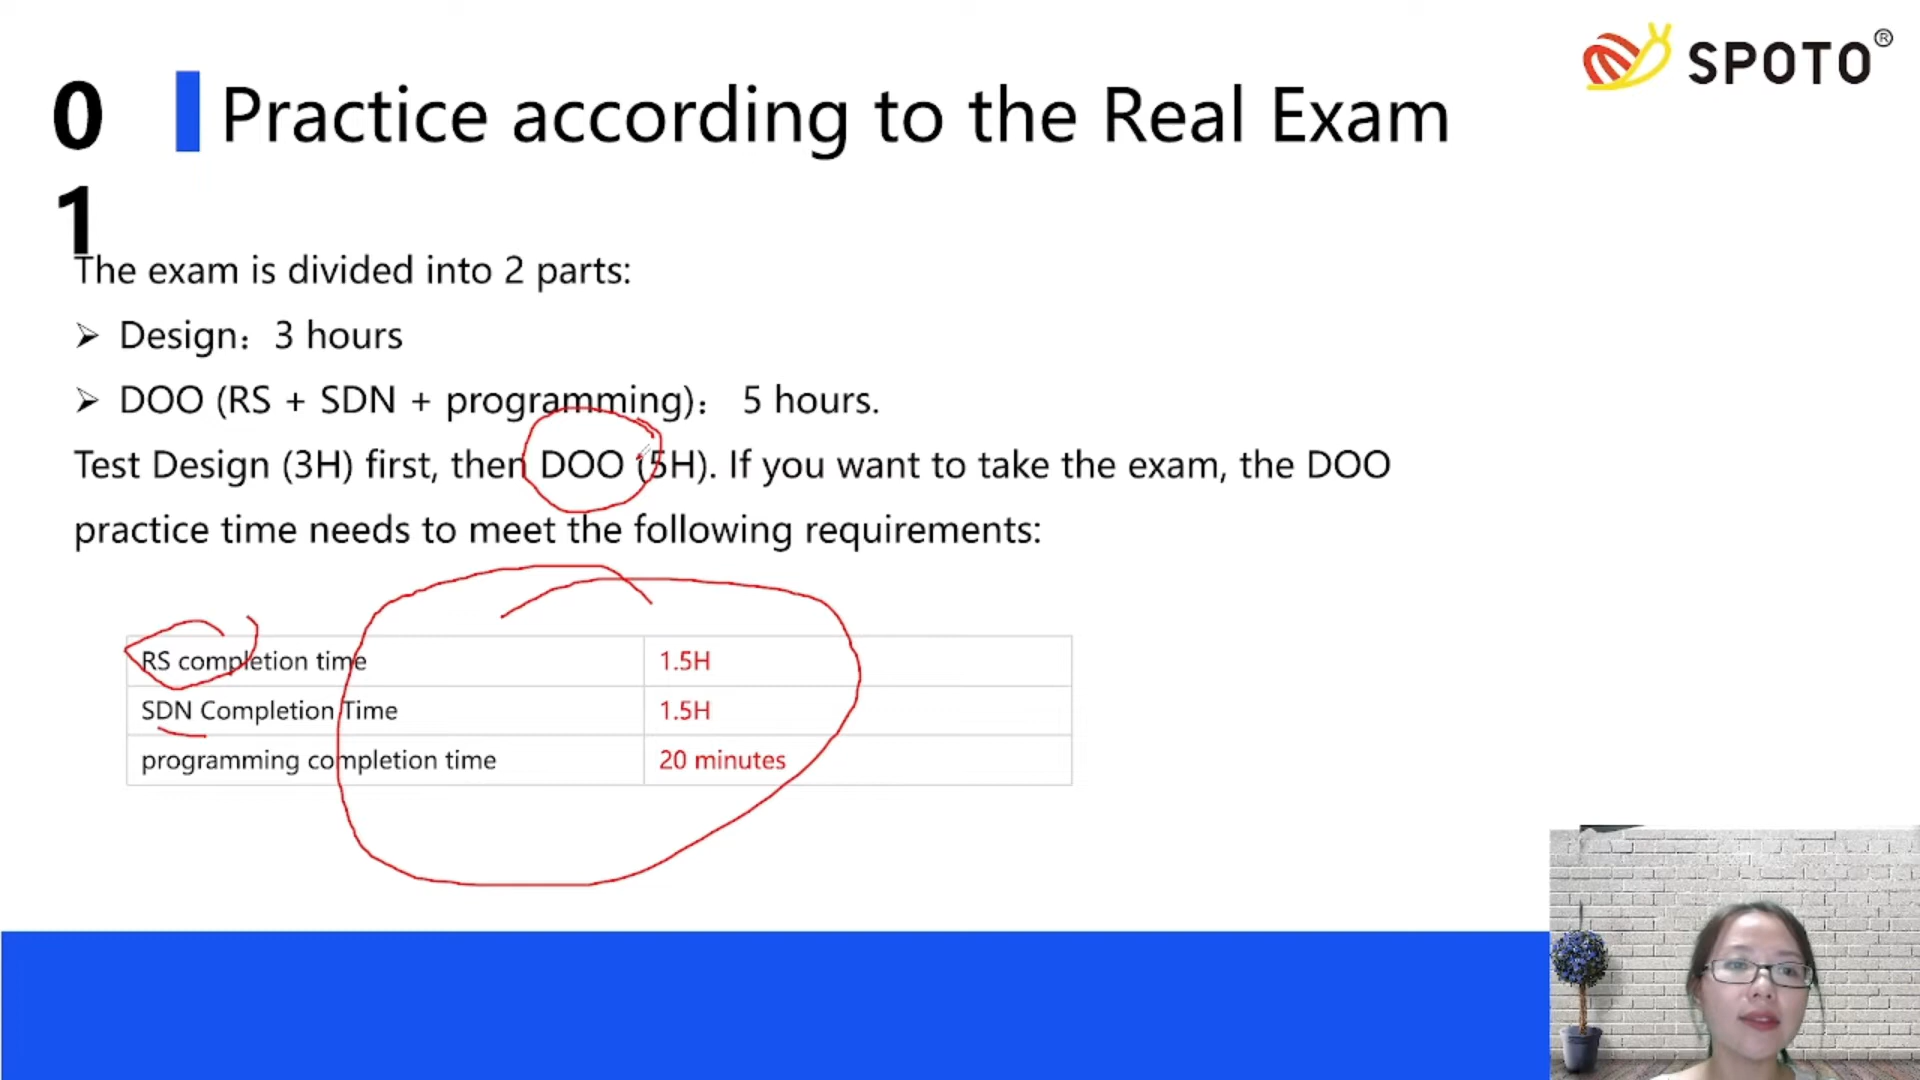 SPOTO®
01 Practice according to the Real Exam
The exam is divided into 2 parts:
➢ Design：3 hours
➢ DOO (RS + SDN + programming)： 5 hours.
Test Design (3H) first, then DOO (5H). If you want to take the exam, the DOO
practice time needs to meet the following requirements:
RS completion time 1.5H
SDN Completion Time 1.5H
programming completion time 20 minutes